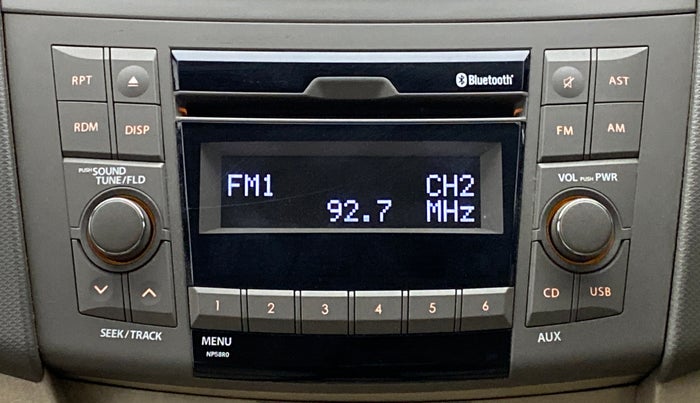 RPT
Bluetooth
AST
RDM
DISP
FM
AM
PUSH SOUND
TUNE/FLD
VOL PUSH PWR
FM1 CH2
92.7 MHz
1 2 3 4 5 6
CD
USB
SEEK/TRACK
MENU
NP58R0
AUX